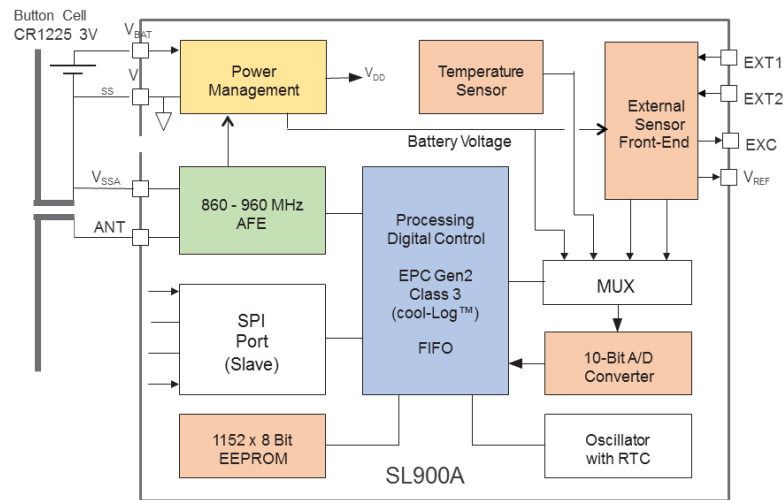 Button Cell
CR1225 3V
VBAT
V
SS
Power
Management
VDD
Temperature
Sensor
External
Sensor
Front-End
EXT1
EXT2
EXC
VREF
Battery Voltage
VSSA
ANT
860 - 960 MHz
AFE
Processing
Digital Control
EPC Gen2
Class 3
(cool-Log™)
FIFO
MUX
SPI
Port
(Slave)
10-Bit A/D
Converter
1152 x 8 Bit
EEPROM
Oscillator
with RTC
SL900A